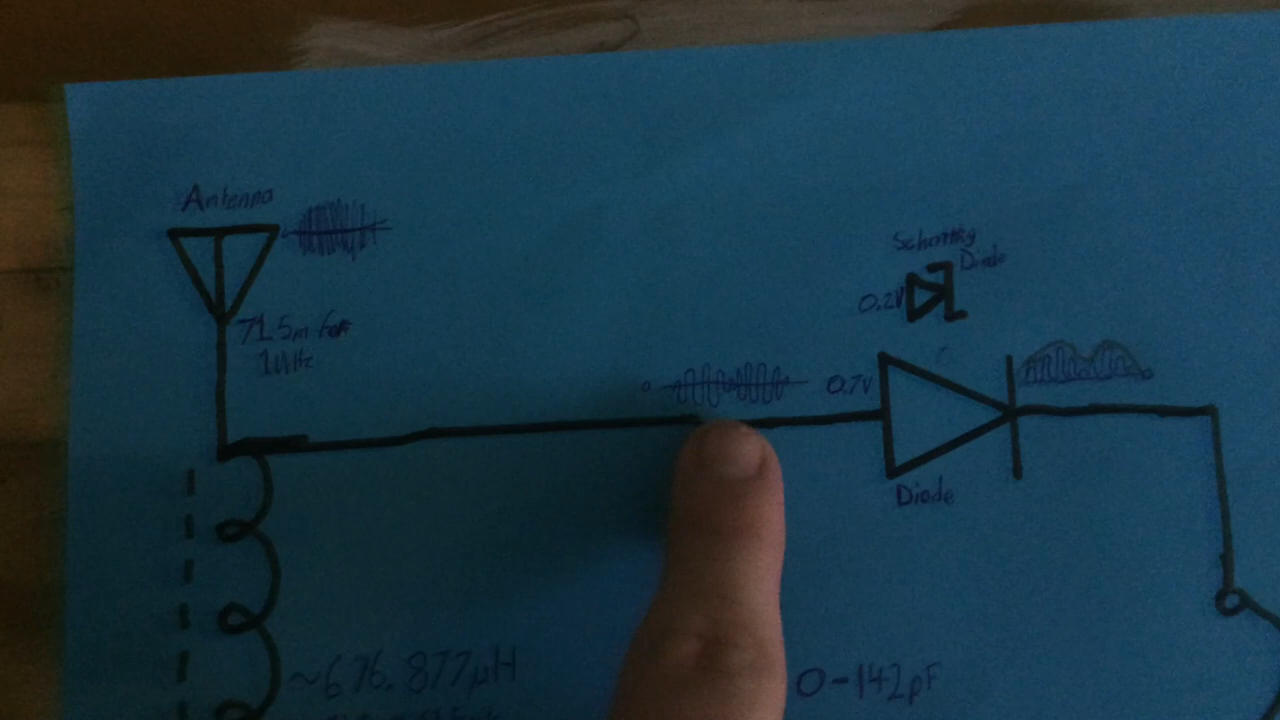 Antenna
71.5m for
1MHz
Schottky
Diode
0.2V
0.7V
Diode
~676.877µH
0-142pF